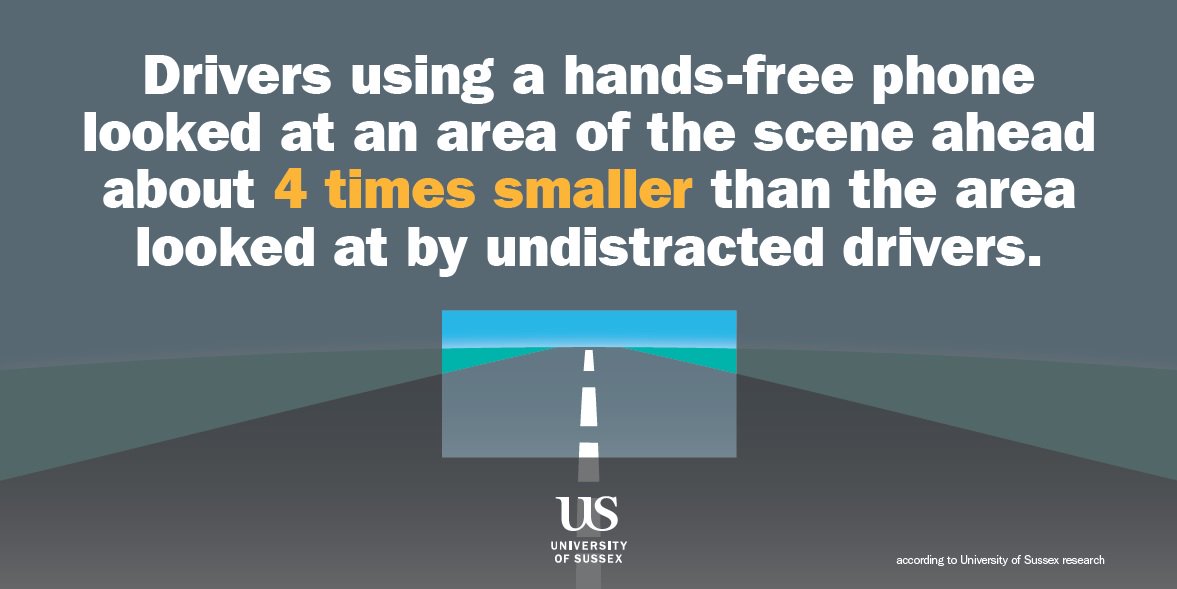 Drivers using a hands-free phone
looked at an area of the scene ahead
about 4 times smaller than the area
looked at by undistracted drivers.
us
UNIVERSITY
OF SUSSEX
according to University of Sussex research